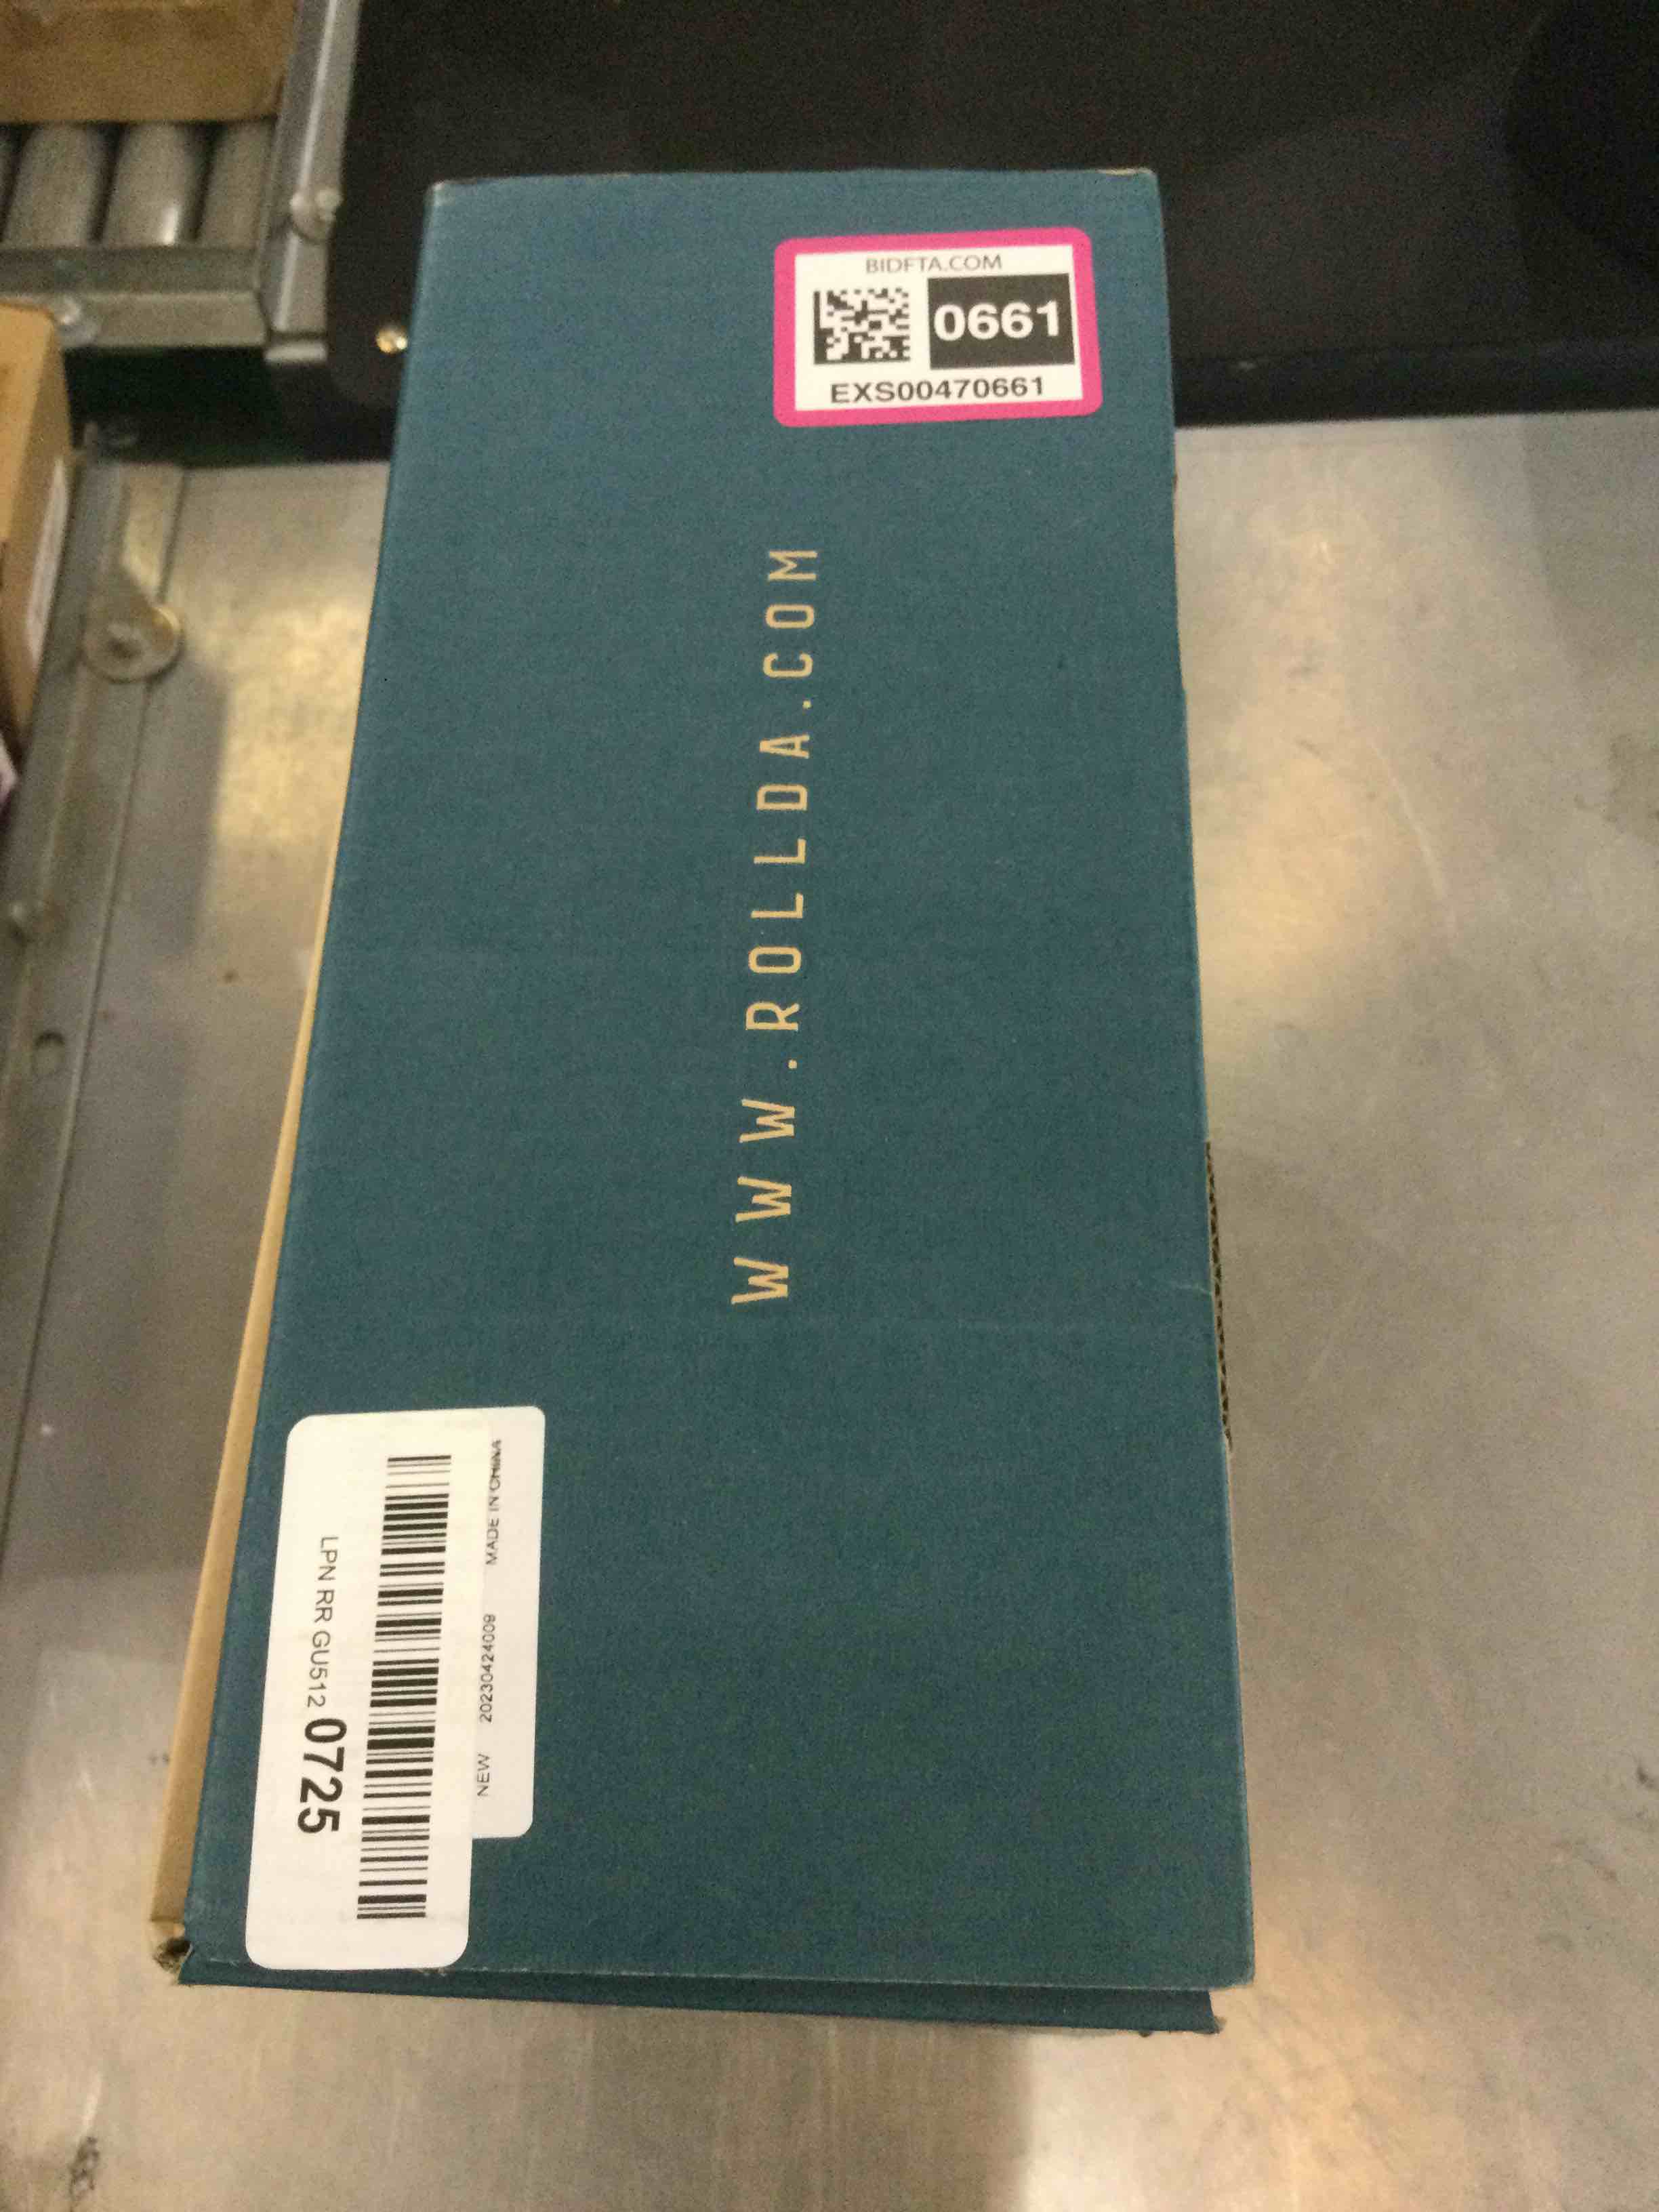 BIDFTA.COM
0661
EXS00470661
WWW.ROLLDA.COM
LPN RR GU512 0725
NEW 20230424009 MADE IN CHINA